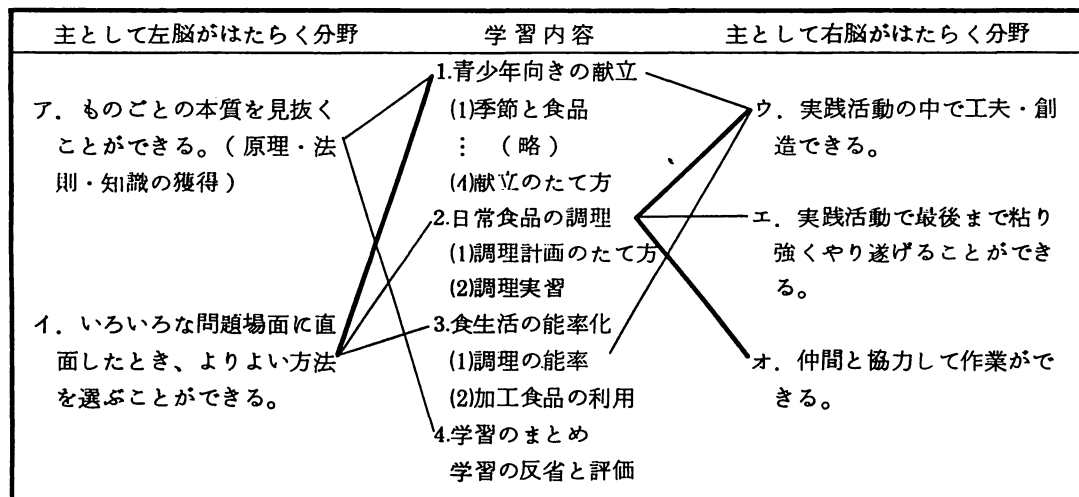 主として左脳がはたらく分野
学習内容
主として右脳がはたらく分野
ア．ものごとの本質を見抜く
ことができる。（原理・法
則・知識の獲得）
イ．いろいろな問題場面に直
面したとき、よりよい方法
を選ぶことができる。
1.青少年向きの献立
(1)季節と食品
：（略）
(4)献立のたて方
2.日常食品の調理
(1)調理計画のたて方
(2)調理実習
3.食生活の能率化
(1)調理の能率
(2)加工食品の利用
4.学習のまとめ
学習の反省と評価
ウ．実践活動の中で工夫・創
造できる。
エ．実践活動で最後まで粘り
強くやり遂げることができ
る。
オ．仲間と協力して作業がで
きる。